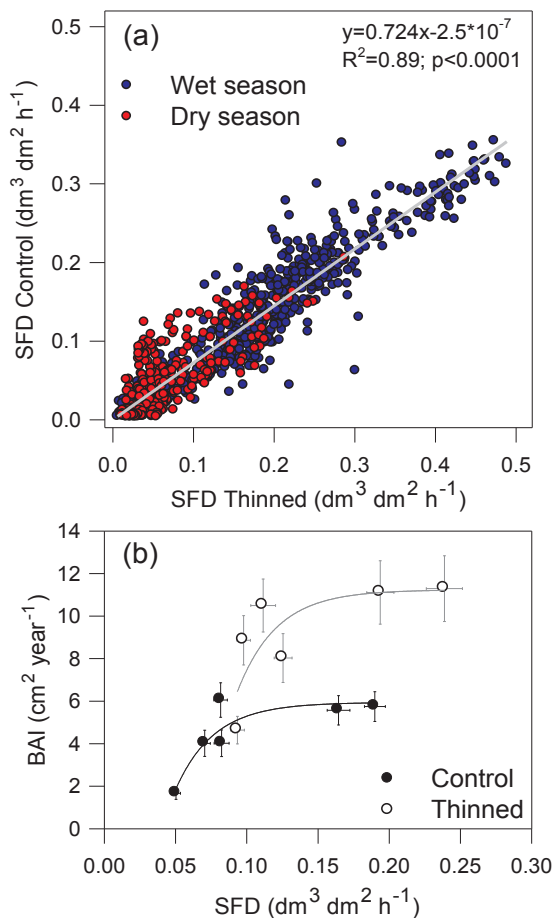 (a)
y=0.724x-2.5*10⁻⁷
R²=0.89; p<0.0001
Wet season
Dry season
0.5
0.4
0.3
0.2
0.1
0.0
SFD Control (dm³ dm² h⁻¹)
0.0 0.1 0.2 0.3 0.4 0.5
SFD Thinned (dm³ dm² h⁻¹)
(b)
14
12
10
8
6
4
2
0
BAI (cm² year⁻¹)
Control
Thinned
0.00 0.05 0.10 0.15 0.20 0.25 0.30
SFD (dm³ dm² h⁻¹)